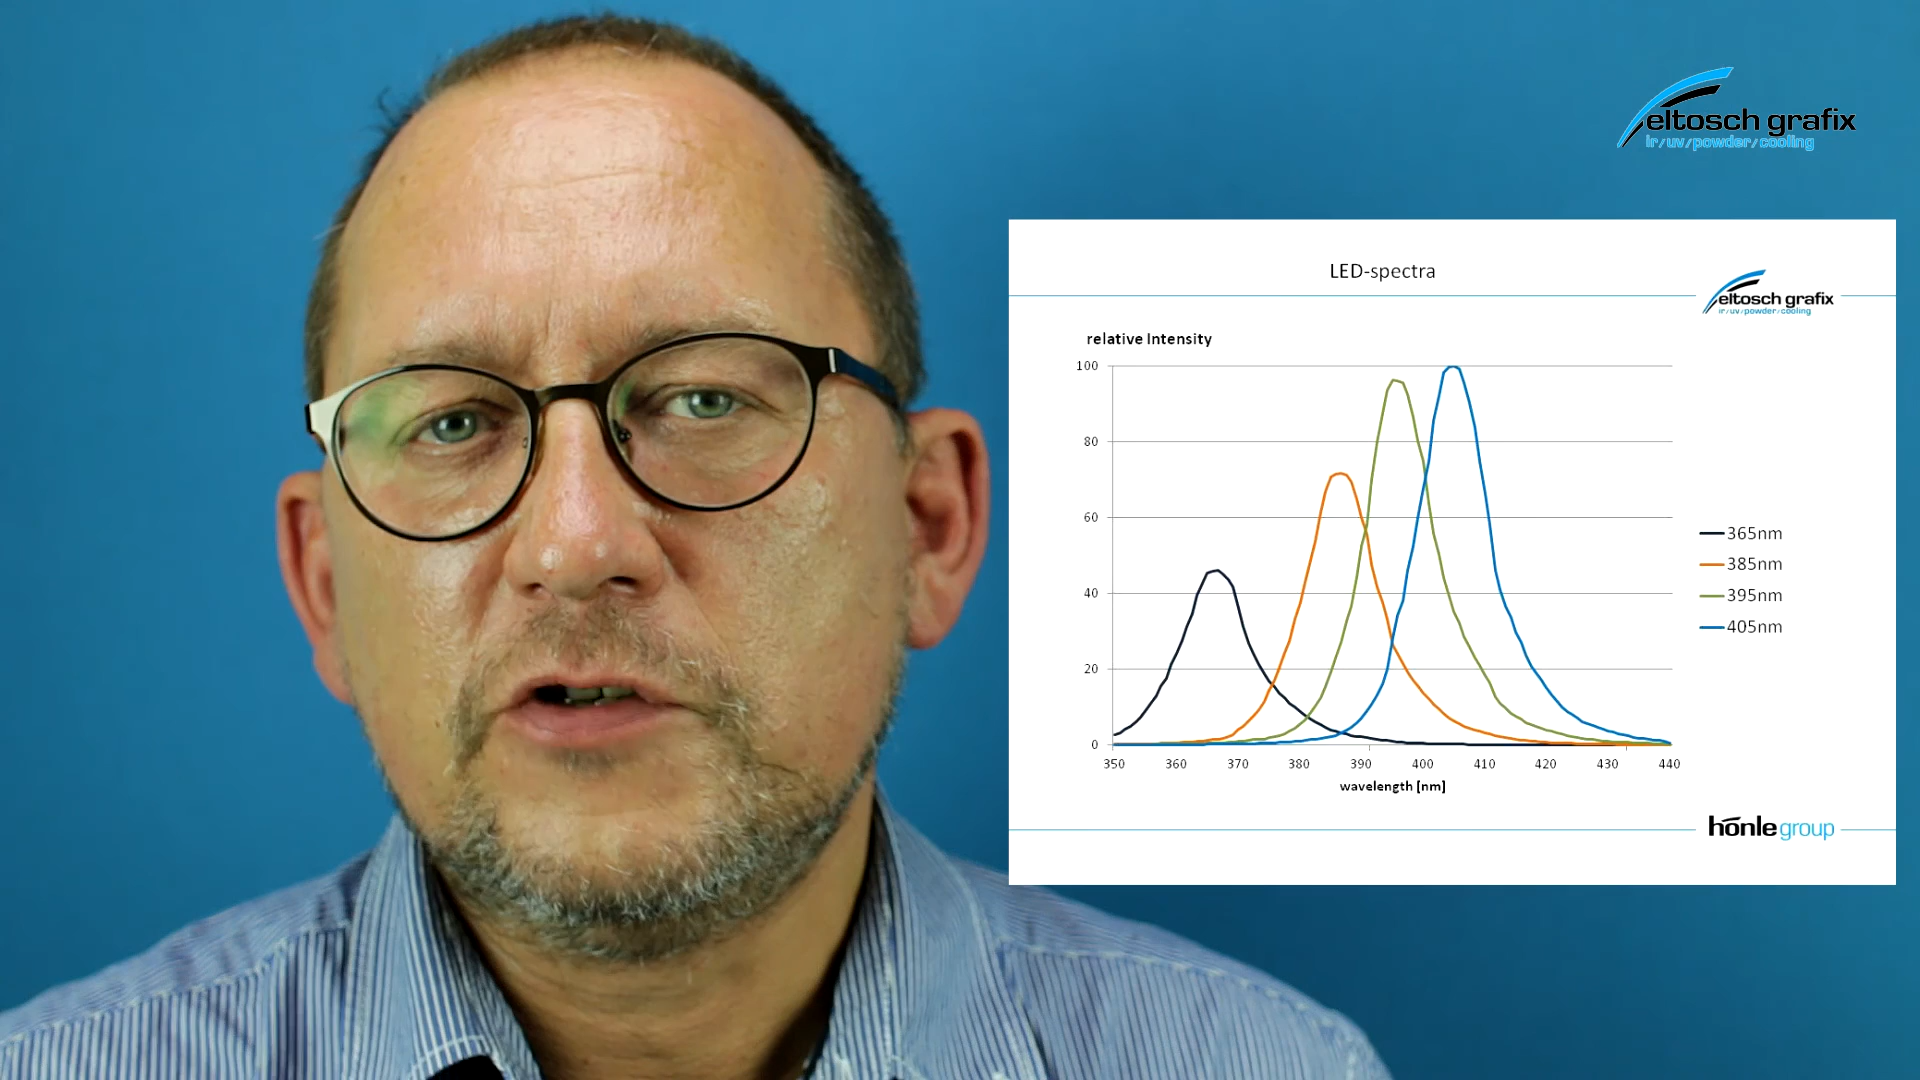 eltosch grafix
ir/uv/powder/cooling
LED-spectra
eltosch grafix
ir/uv/powder/cooling
relative Intensity
100
80
60
40
20
0
350 360 370 380 390 400 410 420 430 440
wavelength [nm]
365nm
385nm
395nm
405nm
hönle group